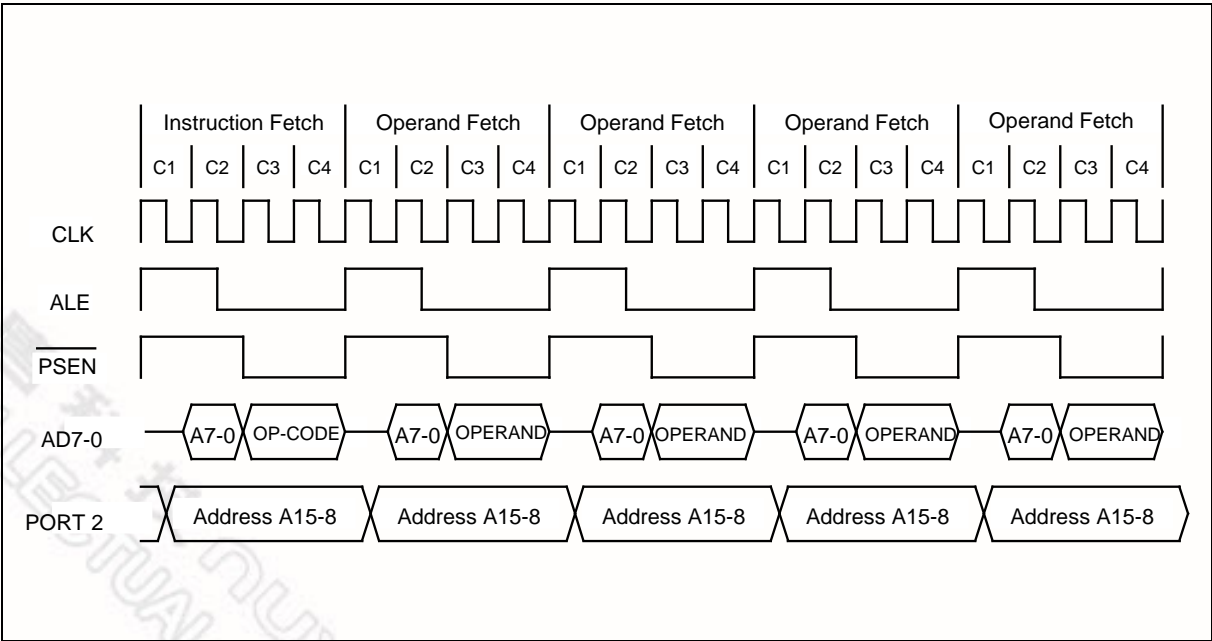 Instruction Fetch Operand Fetch Operand Fetch Operand Fetch Operand Fetch
C1 C2 C3 C4 C1 C2 C3 C4 C1 C2 C3 C4 C1 C2 C3 C4 C1 C2 C3 C4
CLK
ALE
PSEN
AD7-0 A7-0 OP-CODE A7-0 OPERAND A7-0 OPERAND A7-0 OPERAND A7-0 OPERAND
PORT 2 Address A15-8 Address A15-8 Address A15-8 Address A15-8 Address A15-8